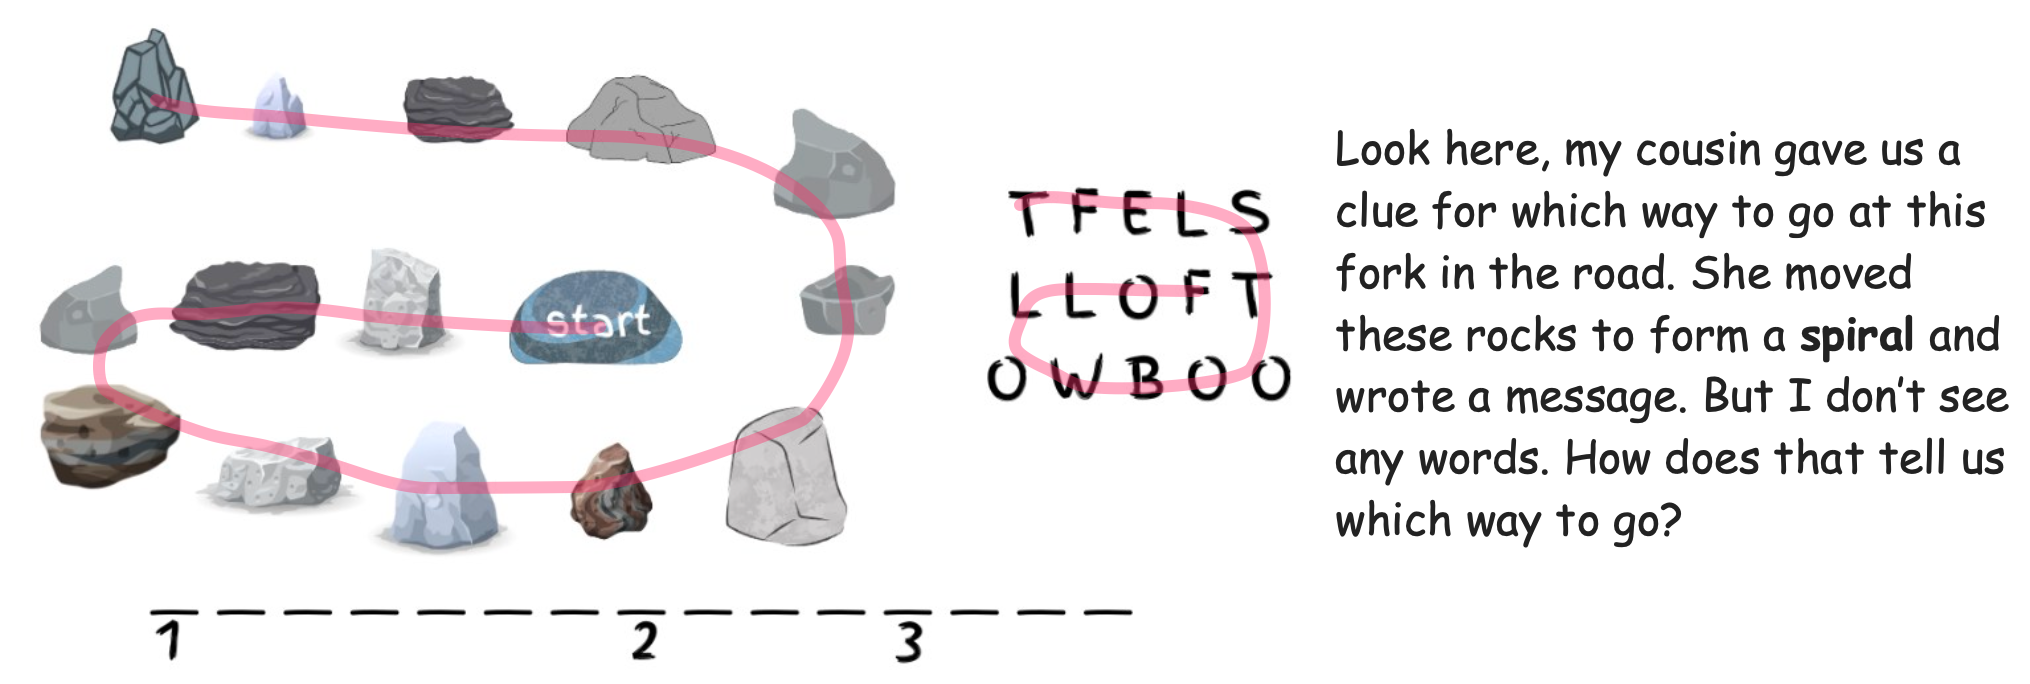 start
T F E L S
L L O F T
O W B O O
Look here, my cousin gave us a
clue for which way to go at this
fork in the road. She moved
these rocks to form a spiral and
wrote a message. But I don't see
any words. How does that tell us
which way to go?
1 2 3